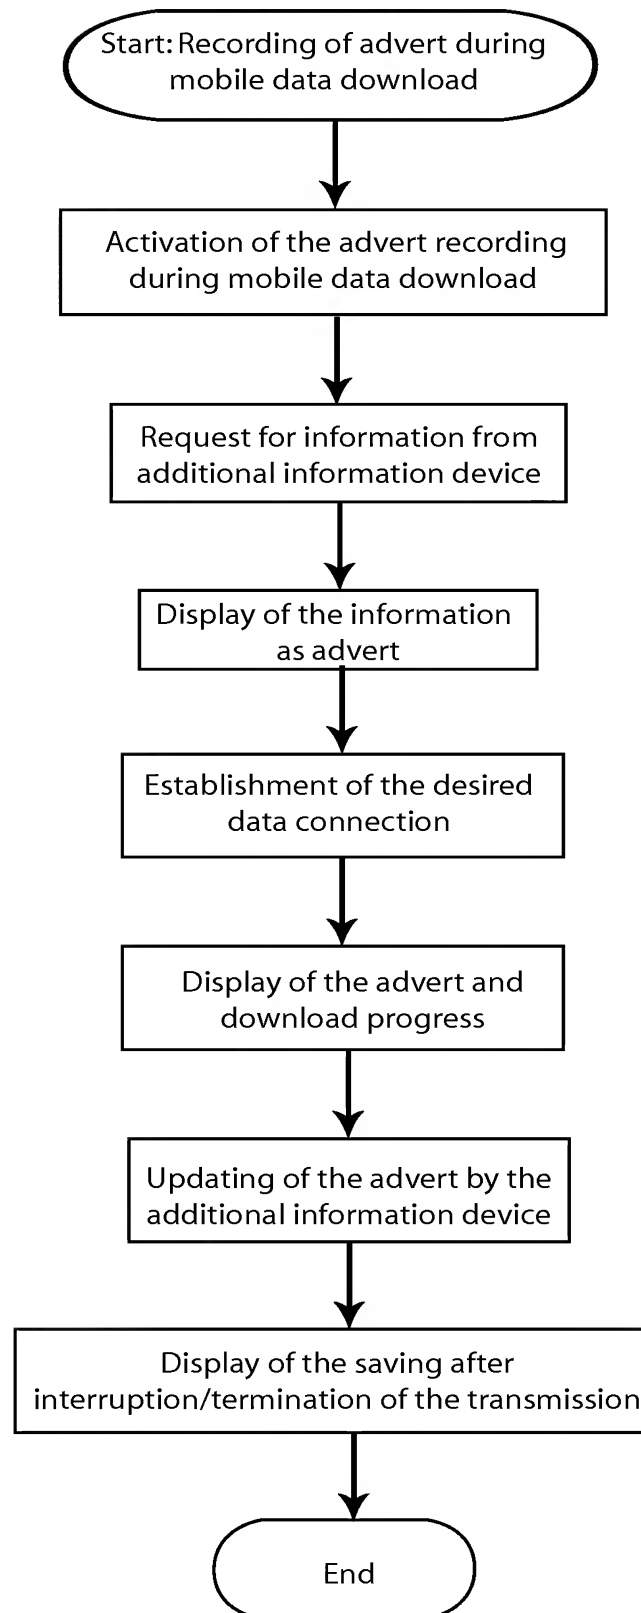 Start: Recording of advert during
mobile data download
Activation of the advert recording
during mobile data download
Request for information from
additional information device
Display of the information
as advert
Establishment of the desired
data connection
Display of the advert and
download progress
Updating of the advert by the
additional information device
Display of the saving after
interruption/termination of the transmission
End